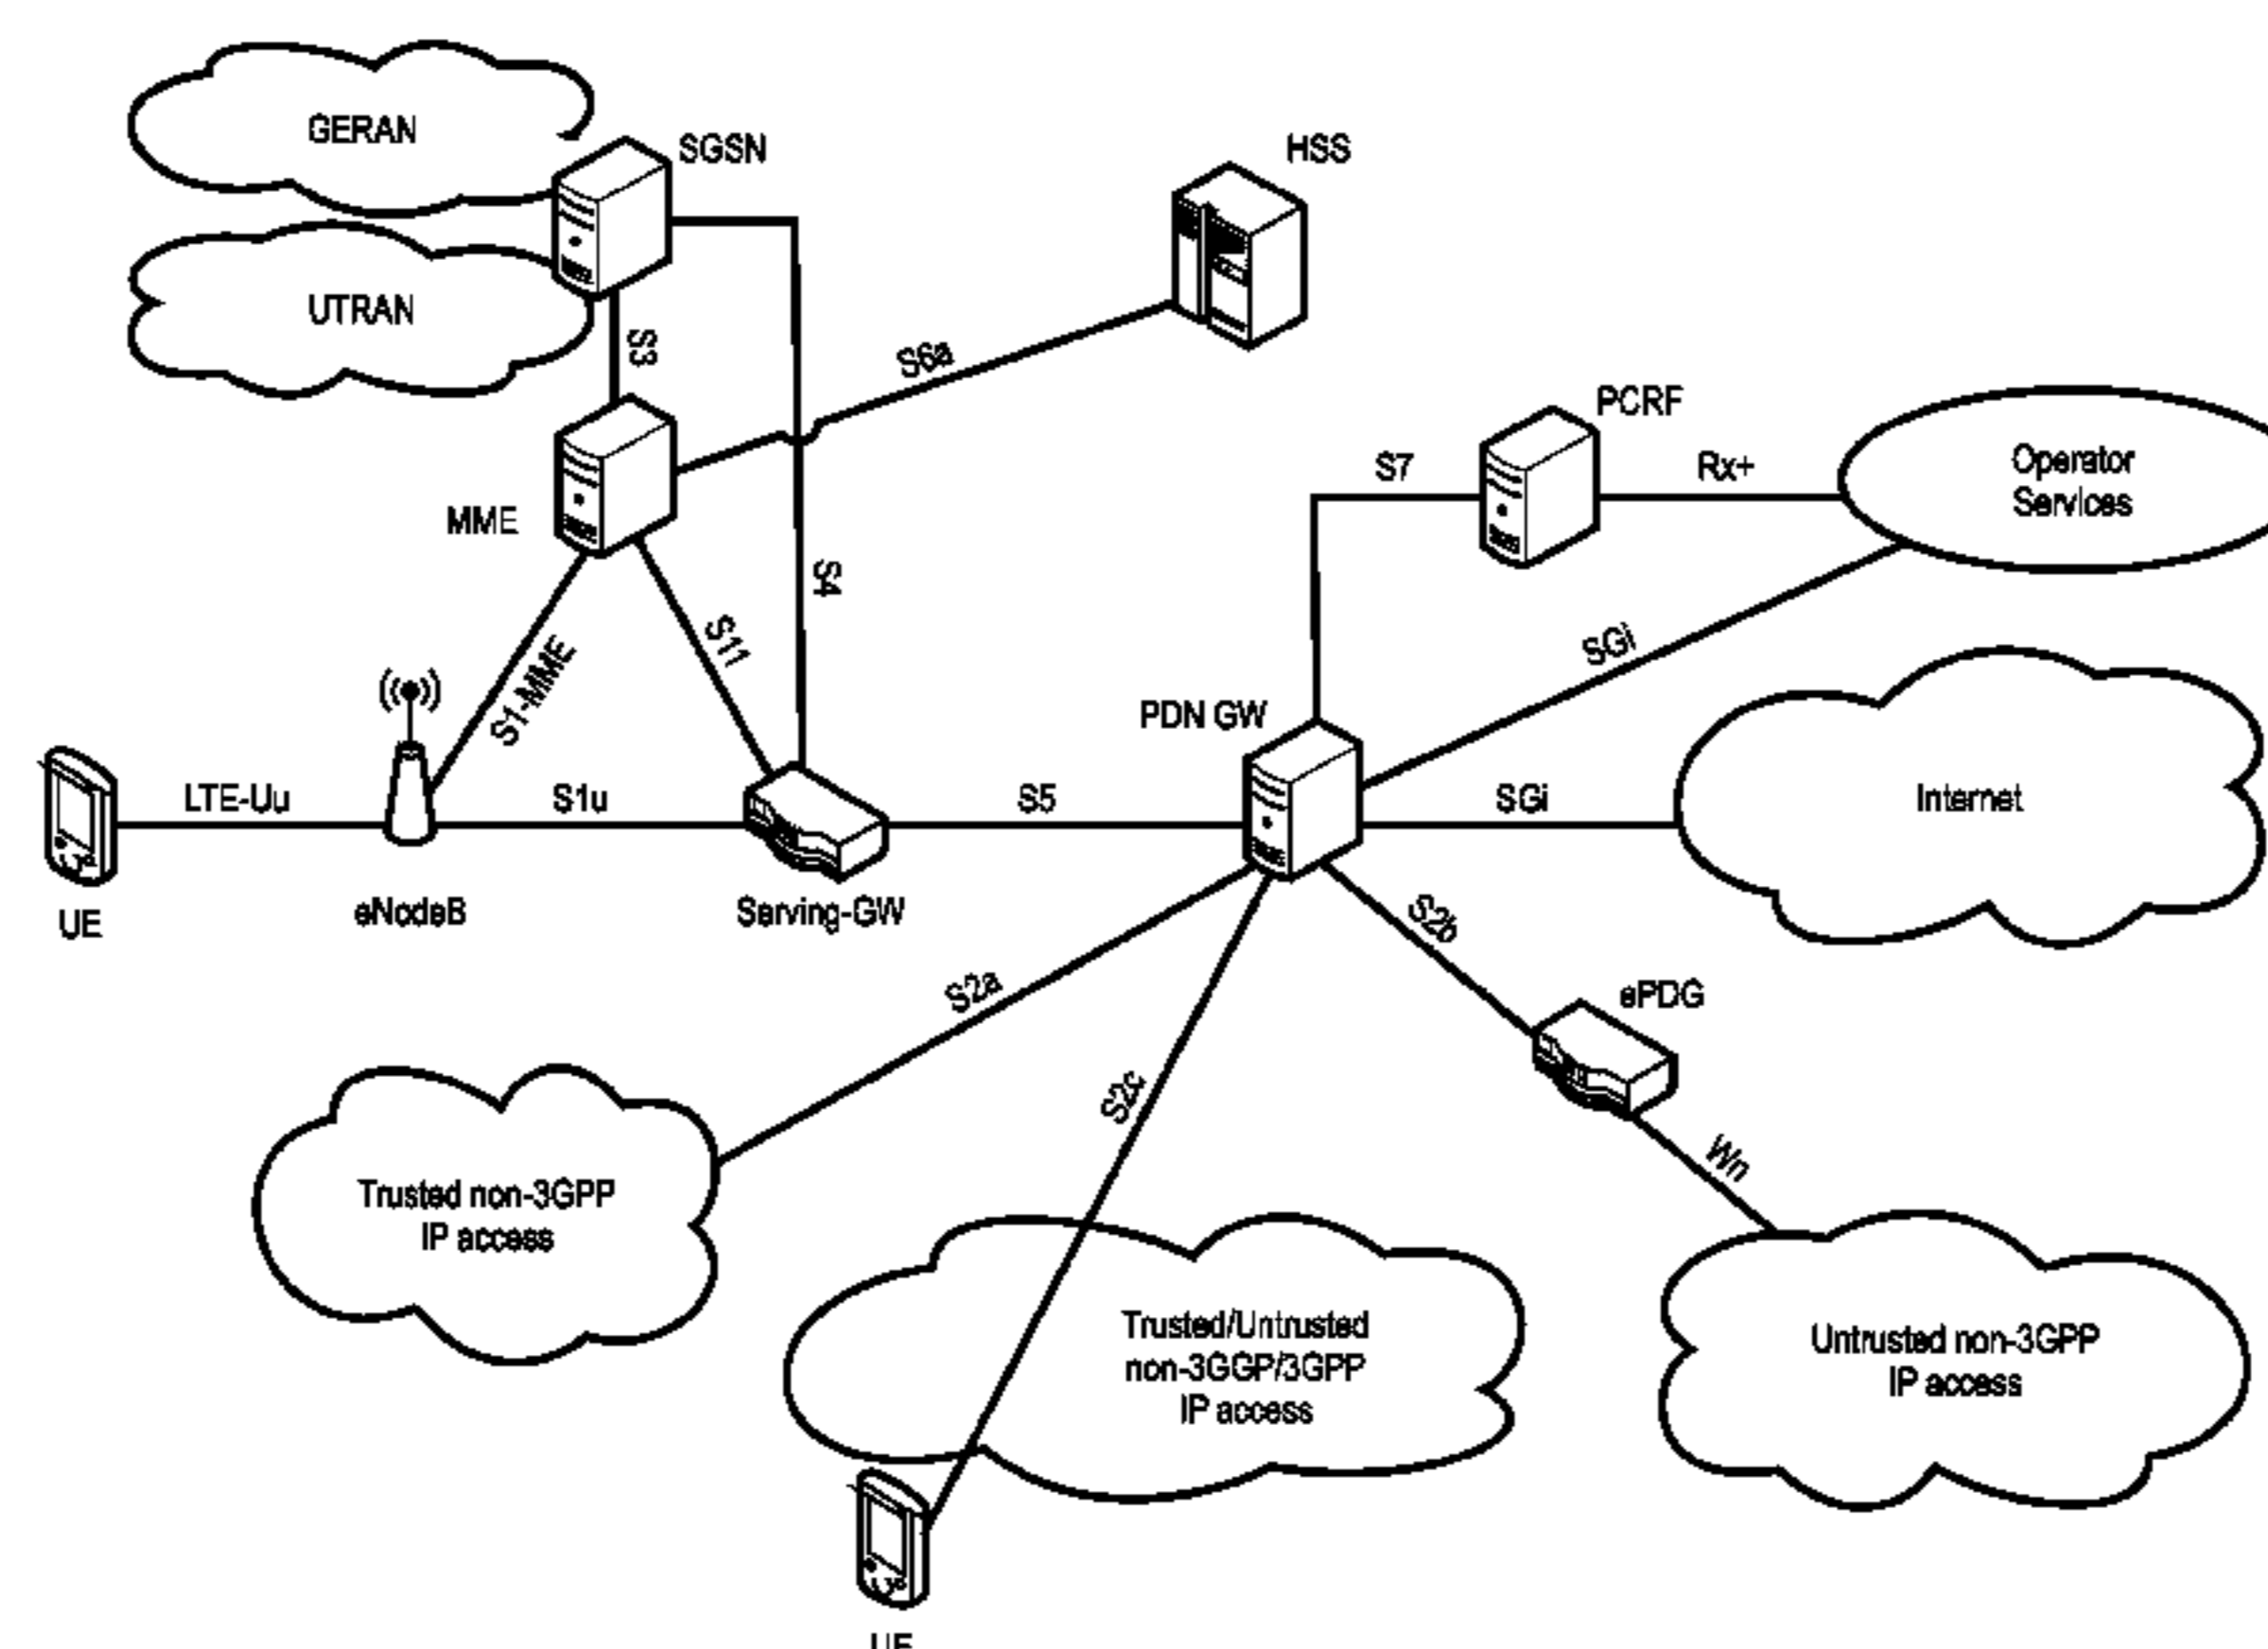 GERAN
SGSN
HSS
UTRAN
S3
S6a
PCRF
S7
Rx+
Operator
Services
MME
S4
S11
S1-MME
SGi
PDN GW
LTE-Uu
S1u
S5
SGi
Internet
UE
eNodeB
Serving-GW
S2b
S2a
ePDG
S2c
Wn
Trusted non-3GPP
IP access
Trusted/Untrusted
non-3GGP/3GPP
IP access
Untrusted non-3GPP
IP access
UE